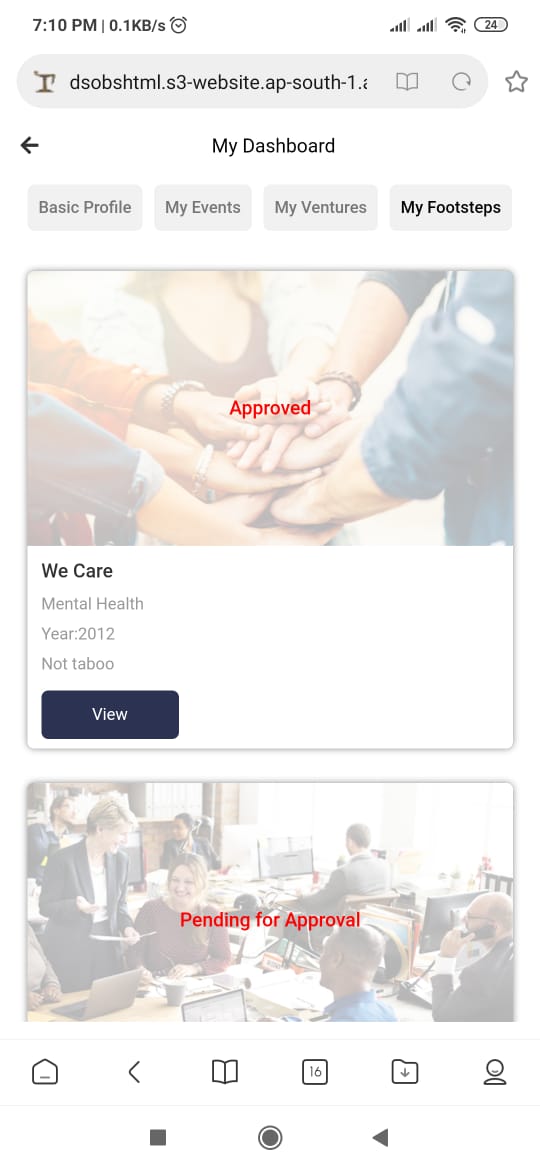 7:10 PM | 0.1KB/s
24
dsobshtml.s3-website.ap-south-1.a
My Dashboard
Basic Profile
My Events
My Ventures
My Footsteps
Approved
We Care
Mental Health
Year:2012
Not taboo
View
Pending for Approval
16